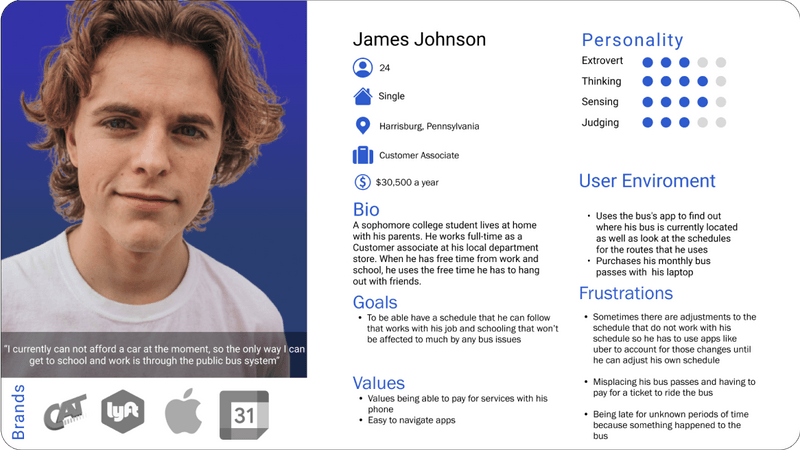 "I currently can not afford a car at the moment, so the only way I can
get to school and work is through the public bus system"
Brands
CAT
lyft
31
James Johnson
24
Single
Harrisburg, Pennsylvania
Customer Associate
$30,500 a year
Bio
A sophomore college student lives at home
with his parents. He works full-time as a
Customer associate at his local department
store. When he has free time from work and
school, he uses the free time he has to hang
out with friends.
Goals
• To be able have a schedule that he can follow
that works with his job and schooling that won't
be affected to much by any bus issues
Values
• Values being able to pay for services with his
phone
• Easy to navigate apps
Personality
Extrovert
Thinking
Sensing
Judging
User Enviroment
• Uses the bus's app to find out
where his bus is currently located
as well as look at the schedules
for the routes that he uses
• Purchases his monthly bus
passes with his laptop
Frustrations
• Sometimes there are adjustments to the
schedule that do not work with his
schedule so he has to use apps like
uber to account for those changes until
he can adjust his own schedule
• Misplacing his bus passes and having to
pay for a ticket to ride the bus
• Being late for unknown periods of time
because something happened to the
bus